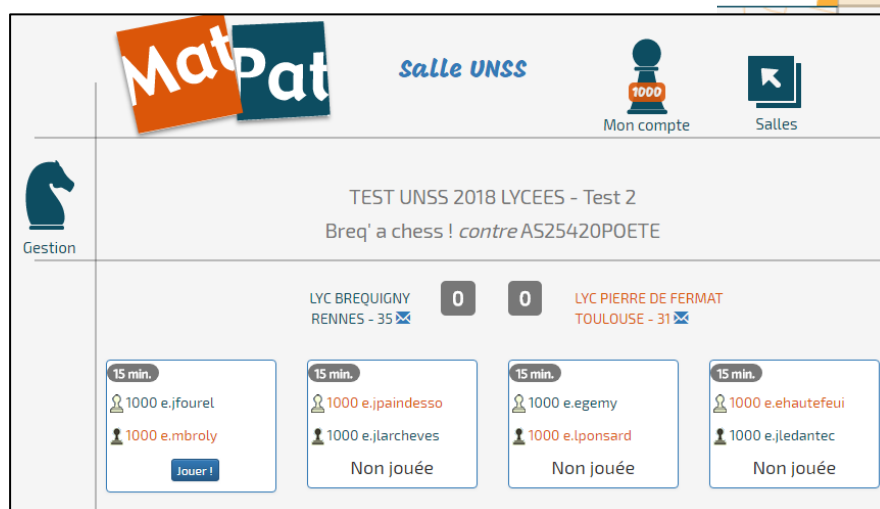 Mat Pat
Salle UNSS
1000
Mon compte
Salles
Gestion
TEST UNSS 2018 LYCEES - Test 2
Breq' a chess ! contre AS25420POETE
LYC BREQUIGNY
RENNES - 35
0
0
LYC PIERRE DE FERMAT
TOULOUSE - 31
15 min.
1000 e.jfourel
1000 e.mbroly
Jouer !
15 min.
1000 e.jpaindesso
1000 e.jlarcheves
Non jouée
15 min.
1000 e.egemy
1000 e.lponsard
Non jouée
15 min.
1000 e.ehautefeui
1000 e.jledantec
Non jouée